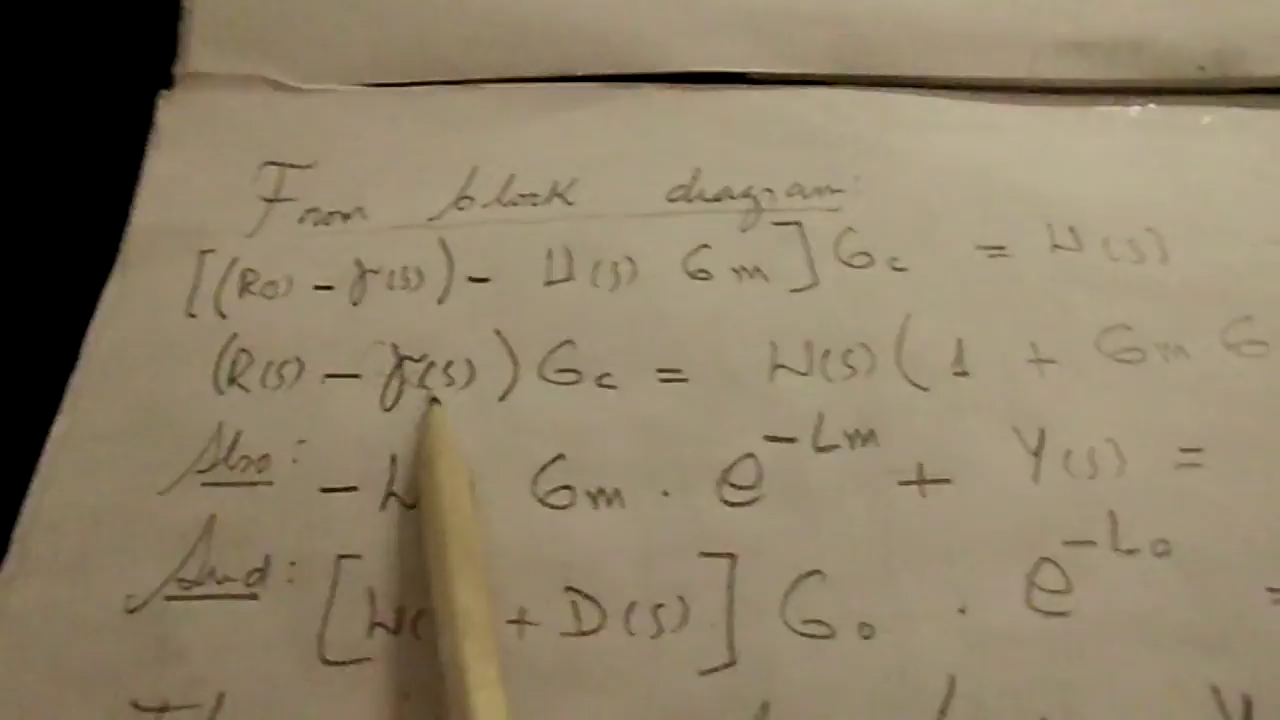 From block diagram:
[(R(s) - γ(s)) - U(s) Gm] Gc = U(s)
(R(s) - γ(s)) Gc = U(s) (1 + Gm G
Also: - U Gm · e^-Lm + Y(s) =
And: [U( + D(s)] Go · e^-Lo =